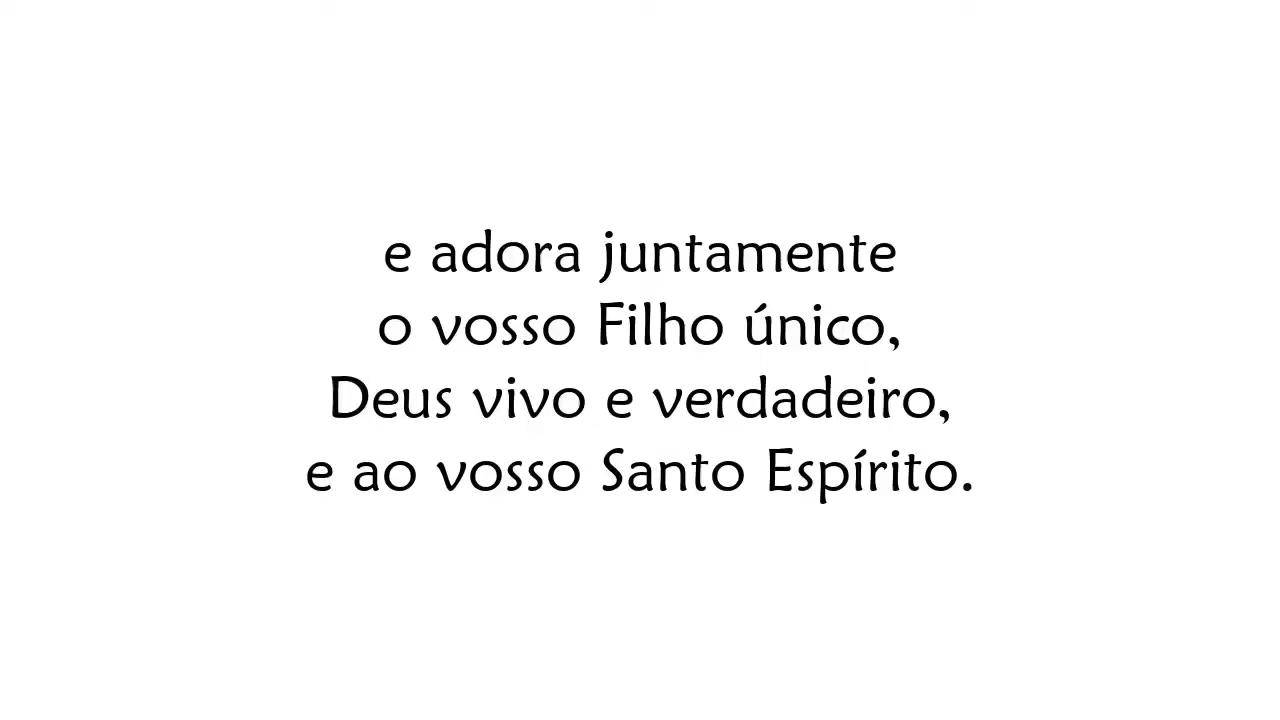 e adora juntamente
o vosso Filho único,
Deus vivo e verdadeiro,
e ao vosso Santo Espírito.